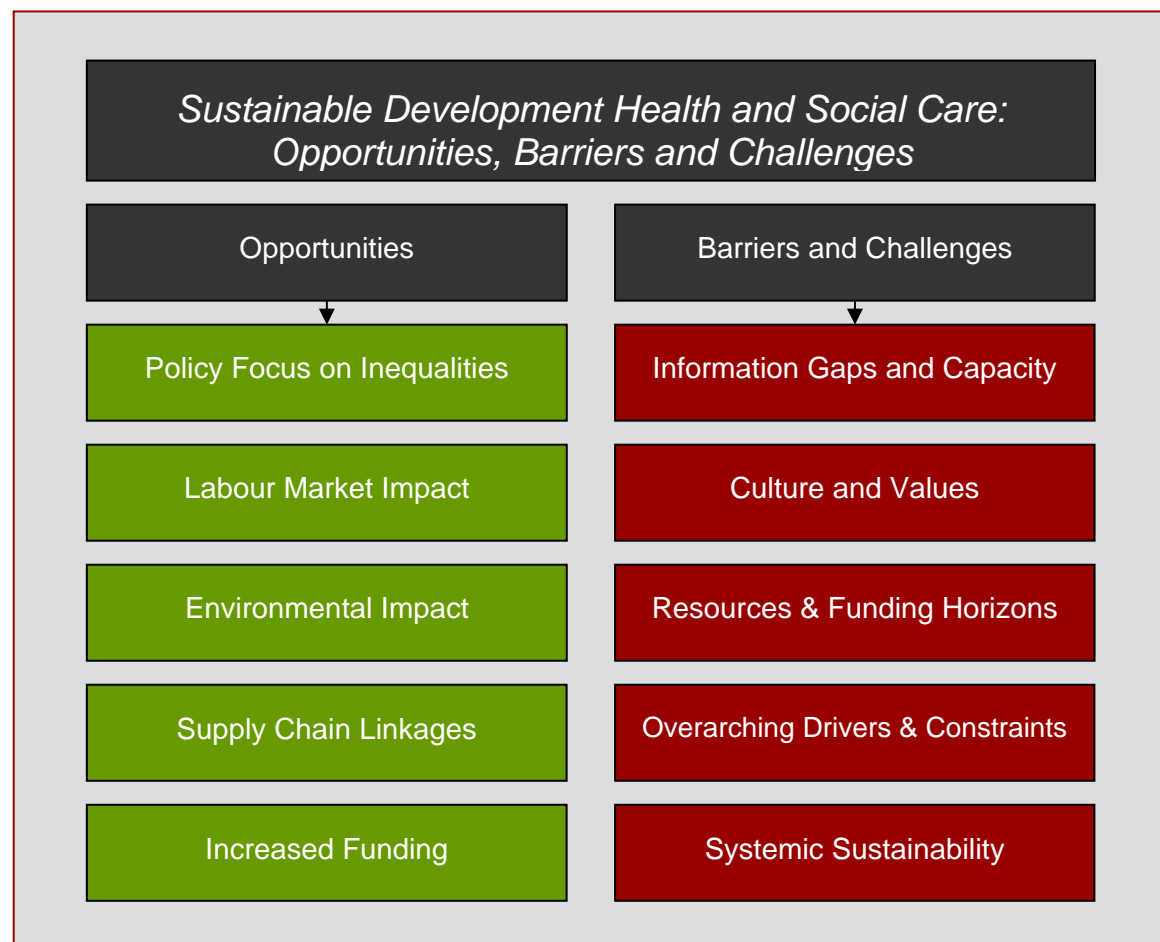 Sustainable Development Health and Social Care:
Opportunities, Barriers and Challenges
Opportunities
Barriers and Challenges
Policy Focus on Inequalities
Information Gaps and Capacity
Labour Market Impact
Culture and Values
Environmental Impact
Resources & Funding Horizons
Supply Chain Linkages
Overarching Drivers & Constraints
Increased Funding
Systemic Sustainability